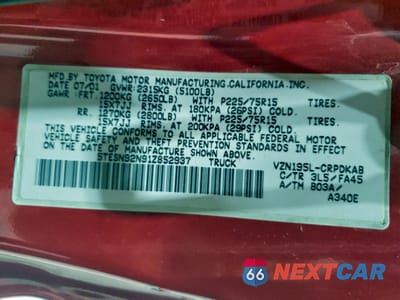 MFD. BY TOYOTA MOTOR MANUFACTURING, CALIFORNIA INC.
DATE 07/01 GVWR: 2315KG (5100LB)
GAWR: FRT. 1200KG (2650LB) WITH P225/75R15 TIRES.
15X7JJ RIMS. AT 180KPA (26PSI) COLD.
RR. 1270KG (2800LB) WITH P225/75R15 TIRES.
15X7JJ RIMS. AT 200KPA (29PSI) COLD.
THIS VEHICLE CONFORMS TO ALL APPLICABLE
FEDERAL MOTOR VEHICLE SAFETY AND
THEFT PREVENTION STANDARDS IN EFFECT
ON THE DATE OF MANUFACTURE SHOWN ABOVE.
5TESN92N91Z852937 TRUCK
VZN195L-CRPDKAB
C/TR 3L5/FA45
A/TM 803A/
A340E
66 NEXTCAR